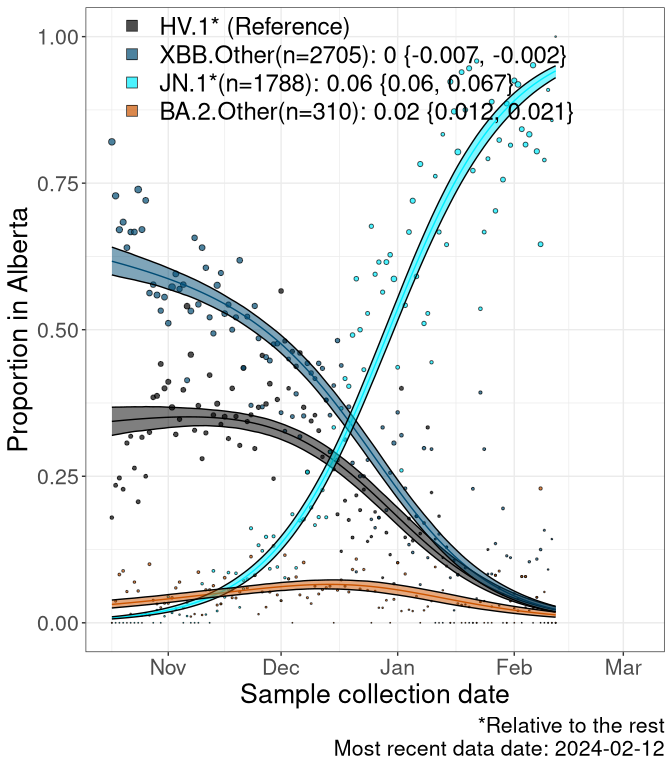 HV.1* (Reference)
XBB.Other(n=2705): 0 {-0.007, -0.002}
JN.1*(n=1788): 0.06 {0.06, 0.067}
BA.2.Other(n=310): 0.02 {0.012, 0.021}
Proportion in Alberta
1.00
0.75
0.50
0.25
0.00
Nov Dec Jan Feb Mar
Sample collection date
*Relative to the rest
Most recent data date: 2024-02-12